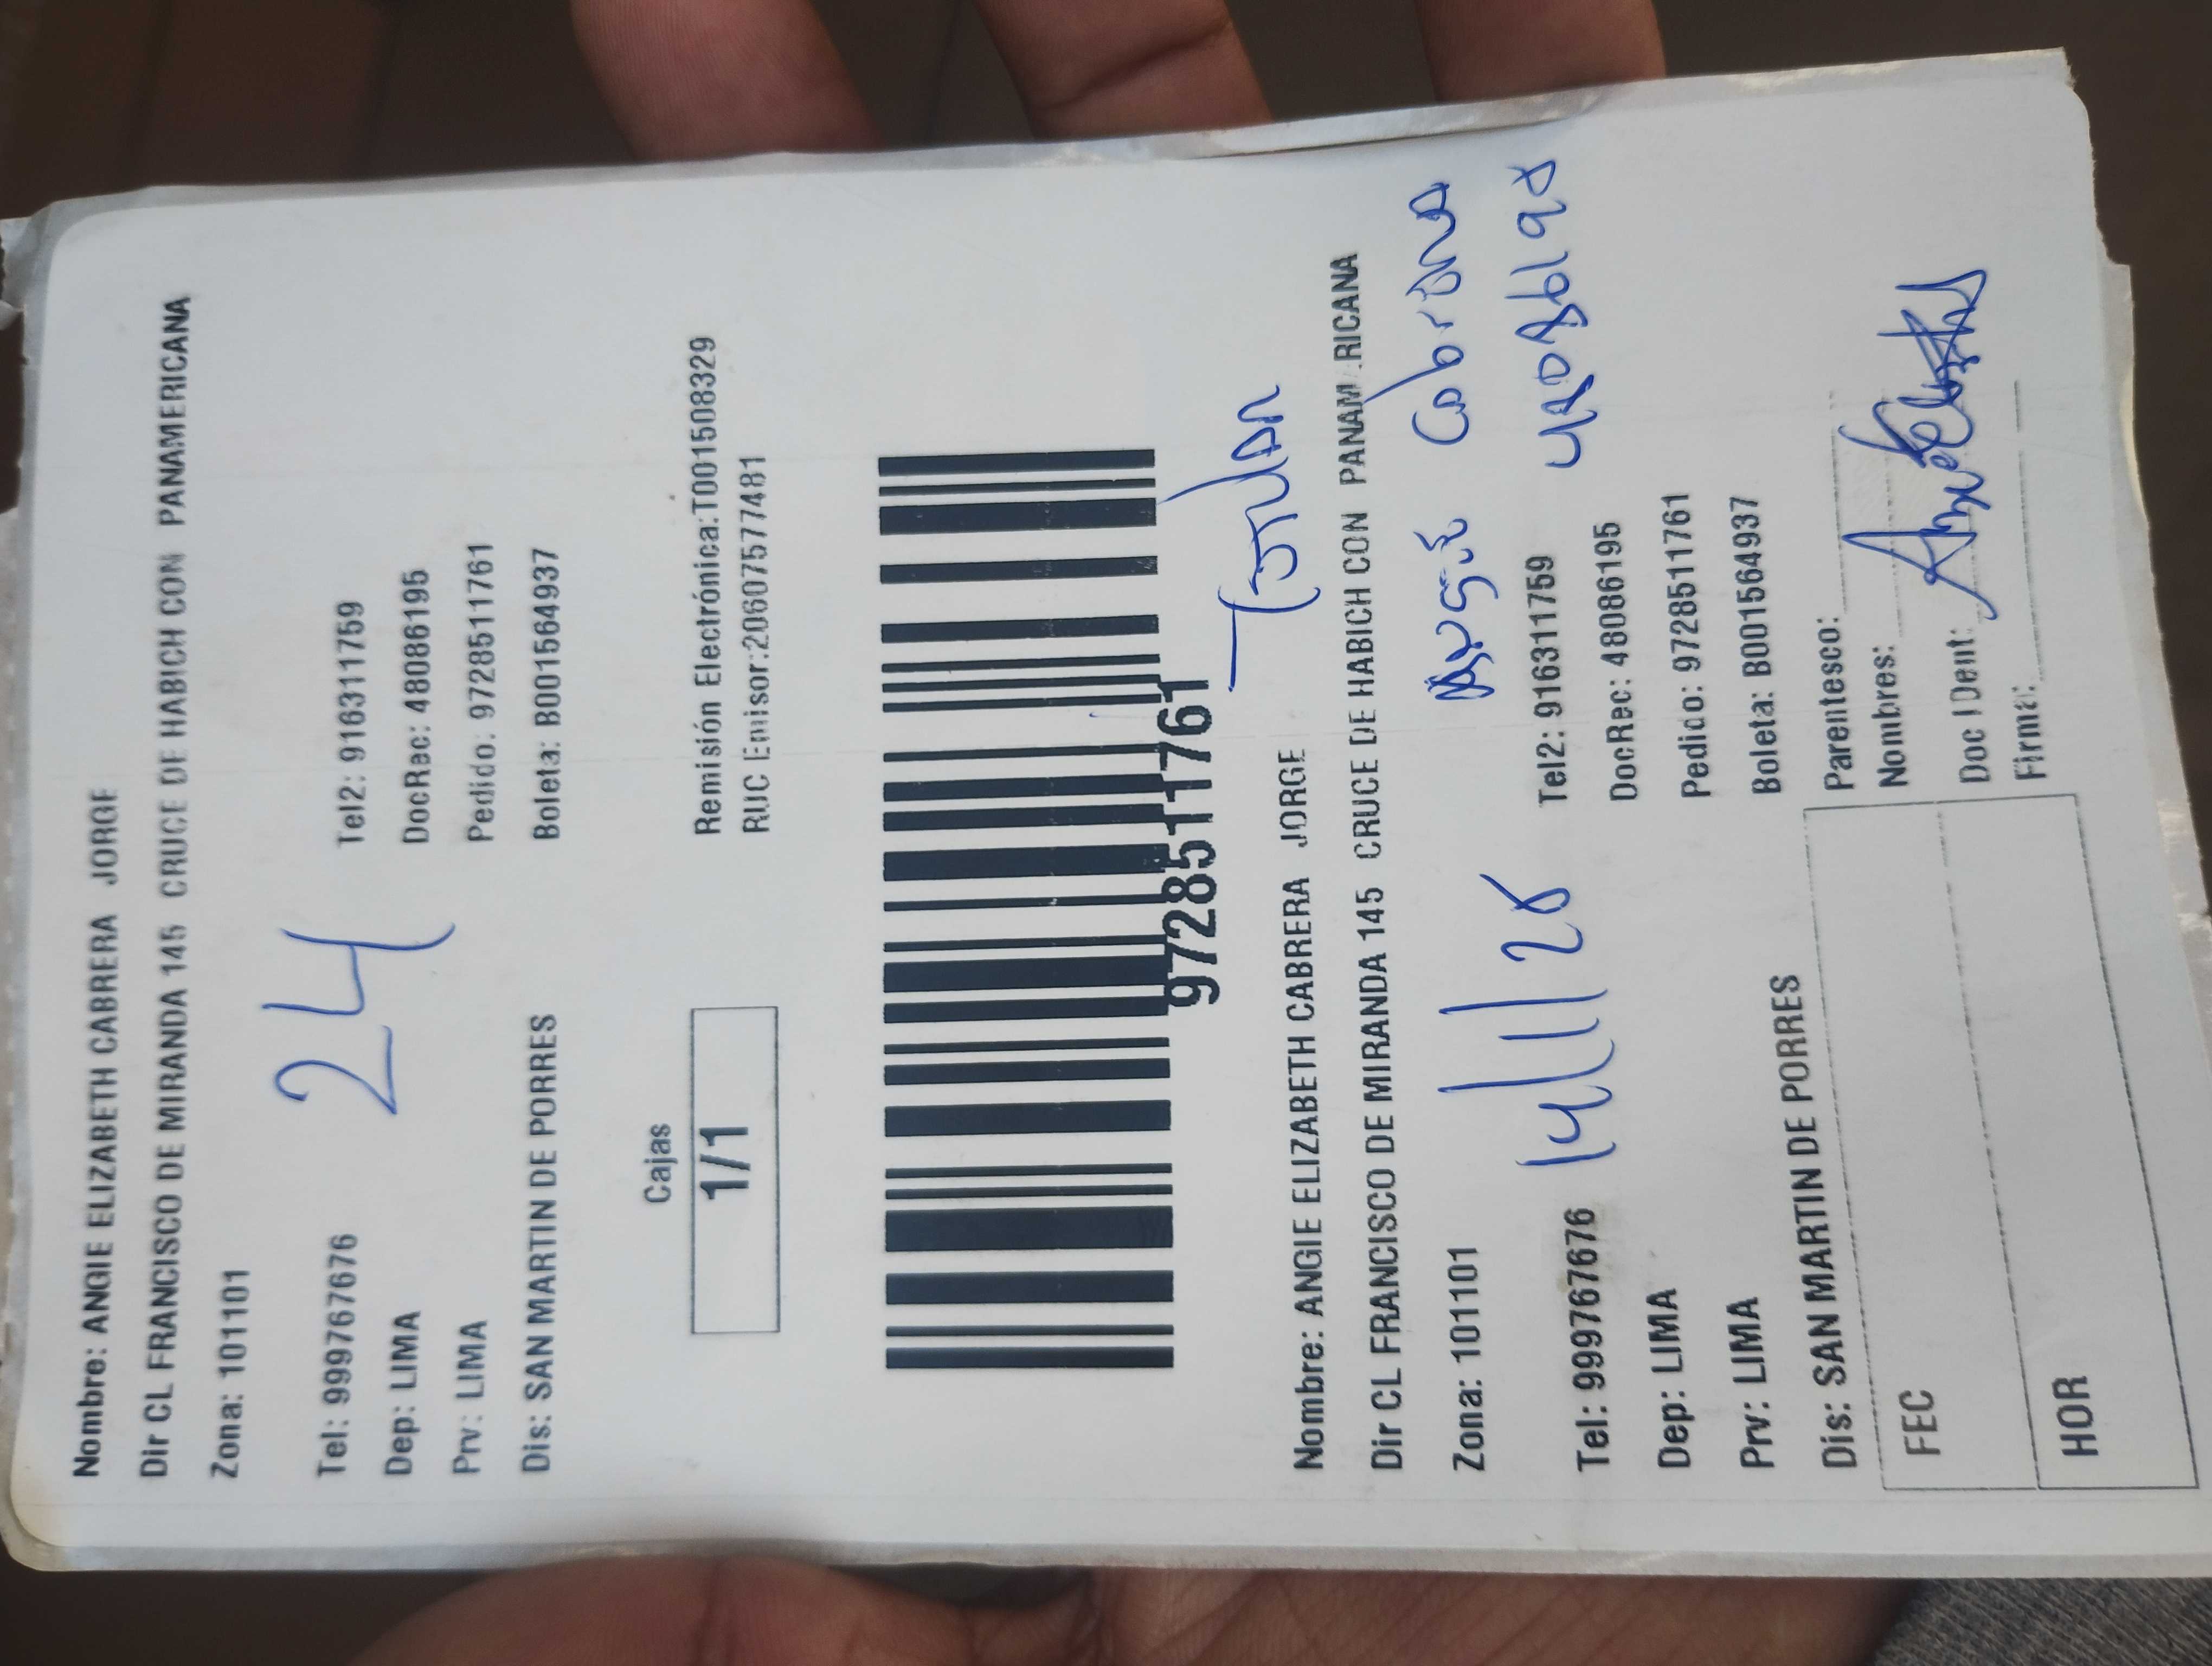 Nombre: ANGIE ELIZABETH CABRERA JORGE
Dir CL FRANCISCO DE MIRANDA 145 CRUCE DE HABICH CON PANAMERICANA
Zona: 101101
24
Tel: 999767676 Tel2: 916311759
Dep: LIMA DocRec: 48086195
Prv: LIMA Pedido: 9728511761
Dis: SAN MARTIN DE PORRES Boleta: B001564937
Cajas
1/1
Remisión Electrónica:T001508329
RUC Emisor:20607577481
9728511761
Nombre: ANGIE ELIZABETH CABRERA JORGE
Dir CL FRANCISCO DE MIRANDA 145 CRUCE DE HABICH CON PANAM RICANA
Zona: 101101
Cabrera
Tel: 999767676 Tel2: 916311759
Dep: LIMA DocRec: 48086195
Prv: LIMA Pedido: 9728511761
Dis: SAN MARTIN DE PORRES Boleta: B001564937
FEC
HOR
Parentesco:
Nombres:
Doc IDent:
Firma: